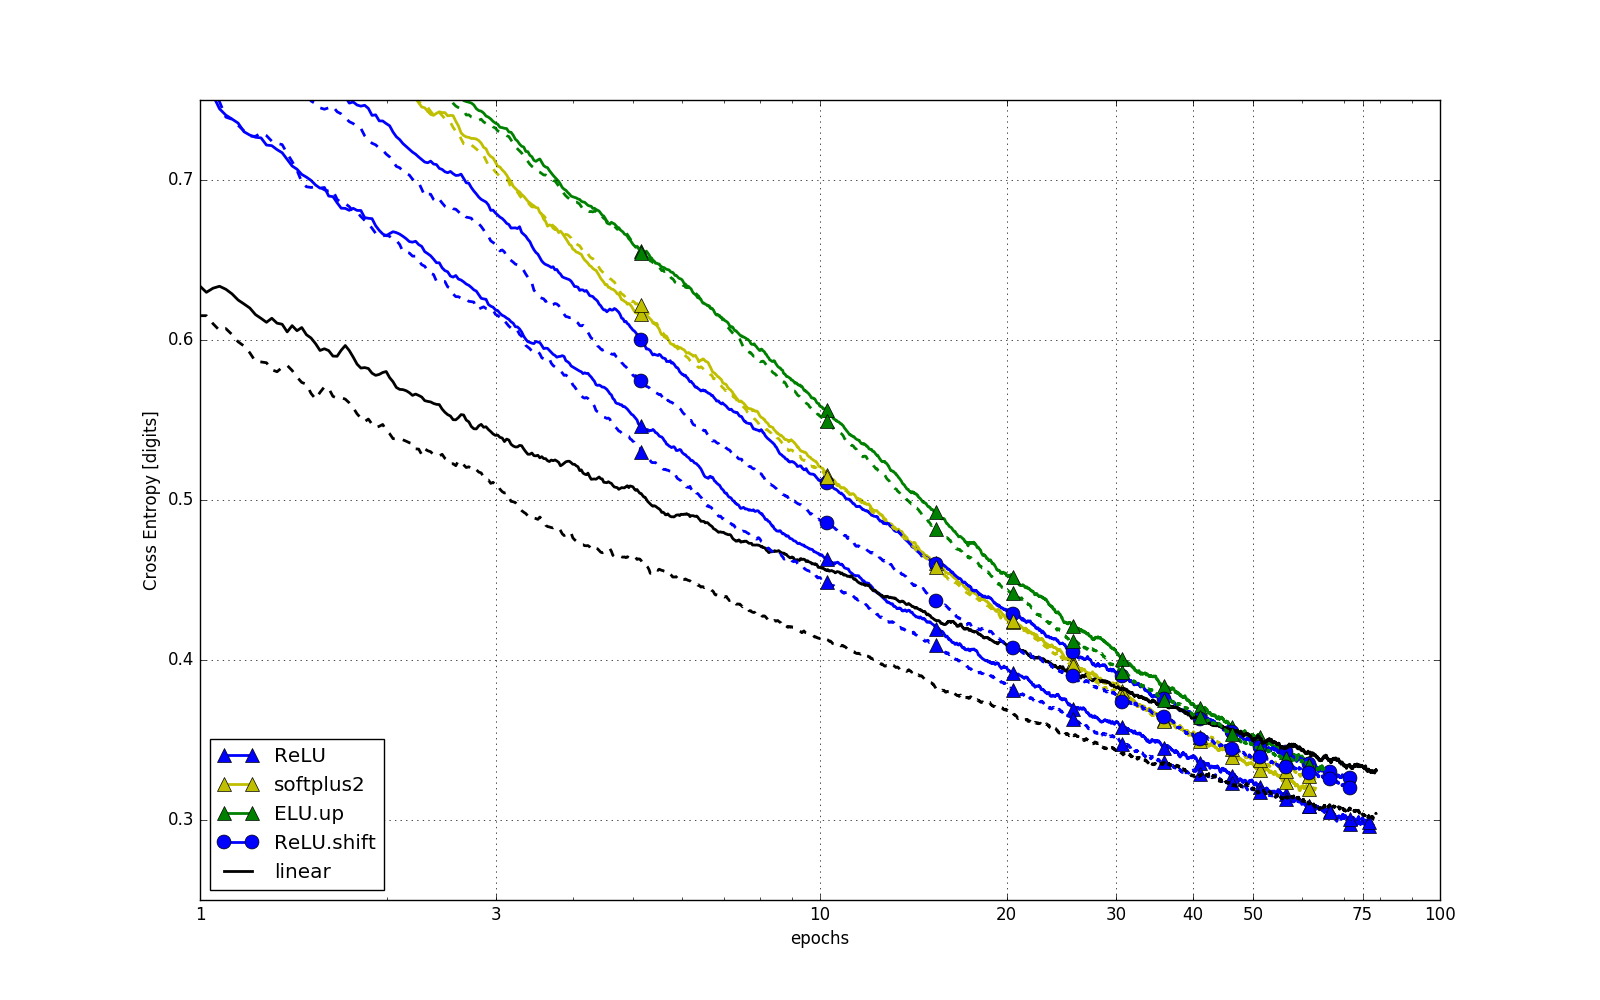 0.7
0.6
0.5
0.4
0.3
Cross Entropy [digits]
ReLU
softplus2
ELU.up
ReLU.shift
linear
1 3 10 20 30 40 50 75 100
epochs